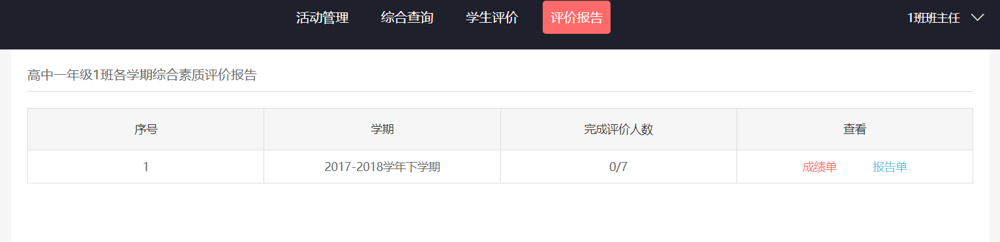 活动管理 综合查询 学生评价 评价报告 1班班主任
高中一年级1班各学期综合素质评价报告
序号 学期 完成评价人数 查看
1 2017-2018学年下学期 0/7 成绩单 报告单